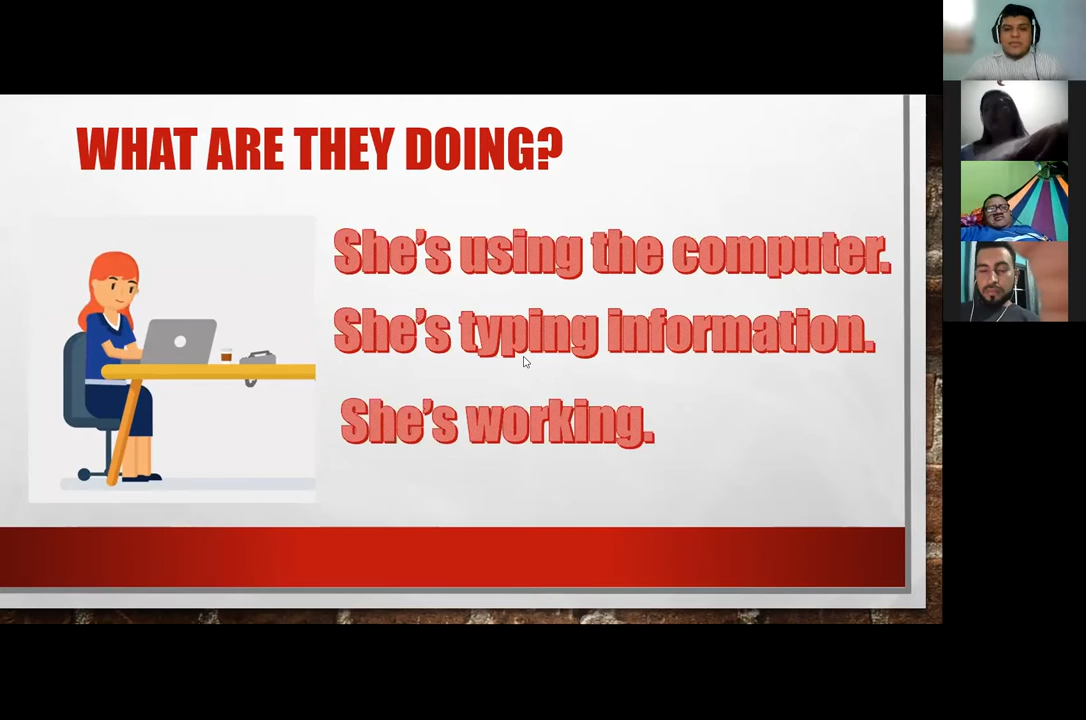 WHAT ARE THEY DOING?
She's using the computer.
She's typing information.
She's working.